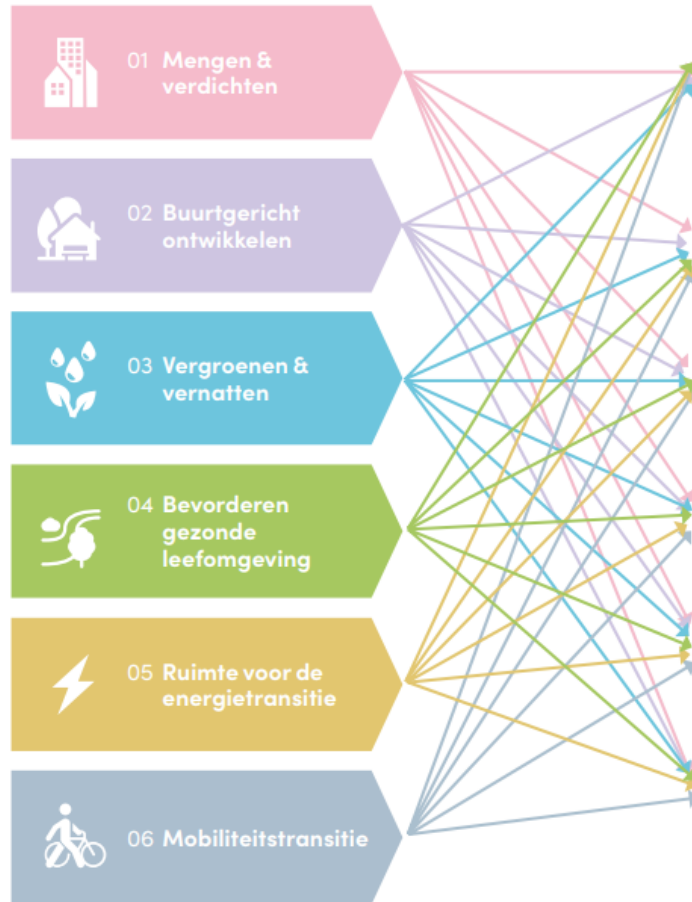 01 Mengen &
verdichten
02 Buurtgericht
ontwikkelen
03 Vergroenen &
vernatten
04 Bevorderen
gezonde
leefomgeving
05 Ruimte voor de
energietransitie
06 Mobiliteitstransitie